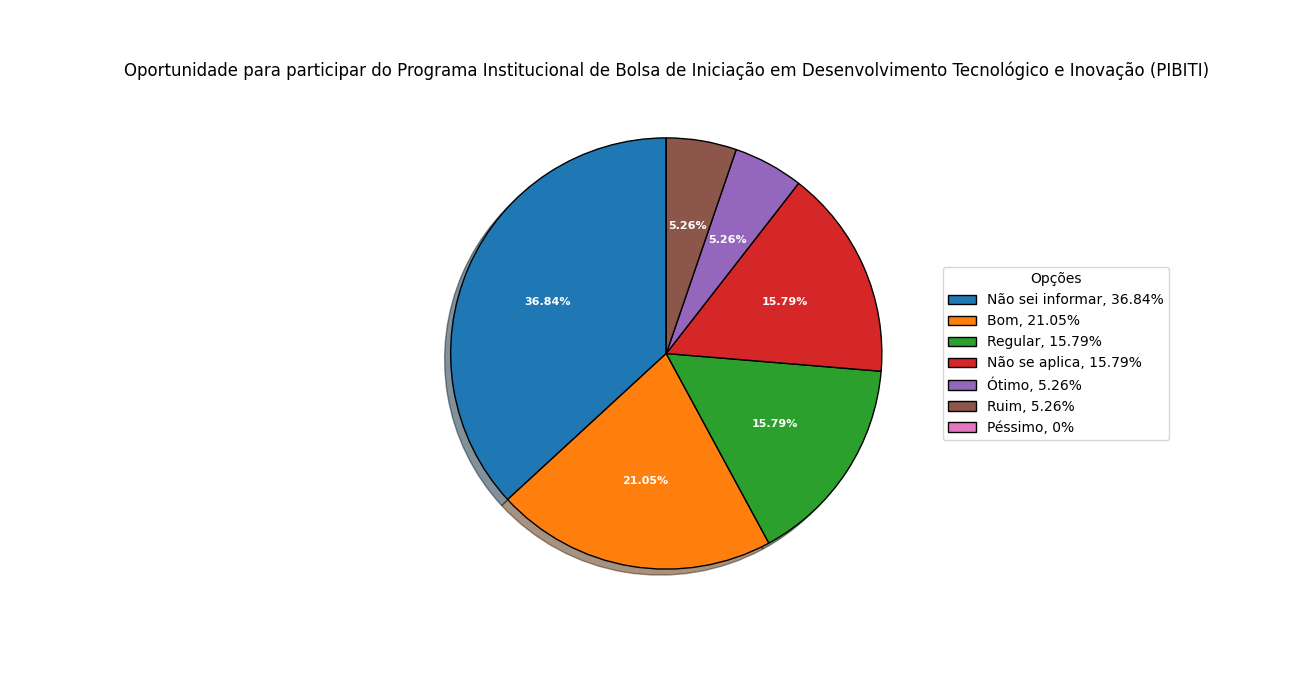 Oportunidade para participar do Programa Institucional de Bolsa de Iniciação em Desenvolvimento Tecnológico e Inovação (PIBITI)
5.26%
5.26%
36.84%
15.79%
15.79%
21.05%
Opções
Não sei informar, 36.84%
Bom, 21.05%
Regular, 15.79%
Não se aplica, 15.79%
Ótimo, 5.26%
Ruim, 5.26%
Péssimo, 0%